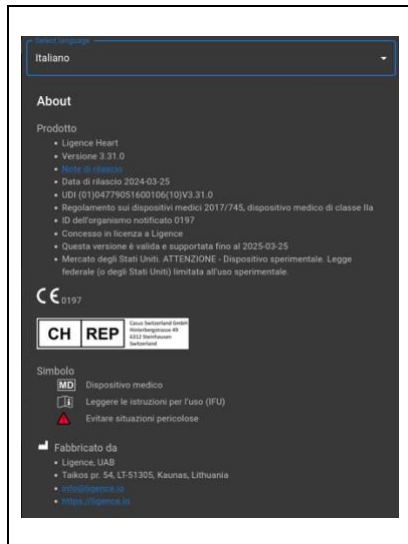 Select language
Italiano
About
Prodotto
Ligence Heart
Versione 3.31.0
Note di rilascio
Data di rilascio 2024-03-25
UDI (01)04779051600106(10)V3.31.0
Regolamento sui dispositivi medici 2017/745, dispositivo medico di classe IIa
ID dell'organismo notificato 0197
Concesso in licenza a Ligence
Questa versione è valida e supportata fino al 2025-03-25
Mercato degli Stati Uniti. ATTENZIONE - Dispositivo sperimentale. Legge
federale (o degli Stati Uniti) limitata all'uso sperimentale.
CE 0197
CH REP
Casus Switzerland GmbH
Hinterbergstrasse 49
6312 Steinhausen
Switzerland
Simbolo
MD Dispositivo medico
Leggere le istruzioni per l'uso (IFU)
Evitare situazioni pericolose
Fabbricato da
Ligence, UAB
Taikos pr. 54, LT-51305, Kaunas, Lithuania
info@ligence.io
https://ligence.io